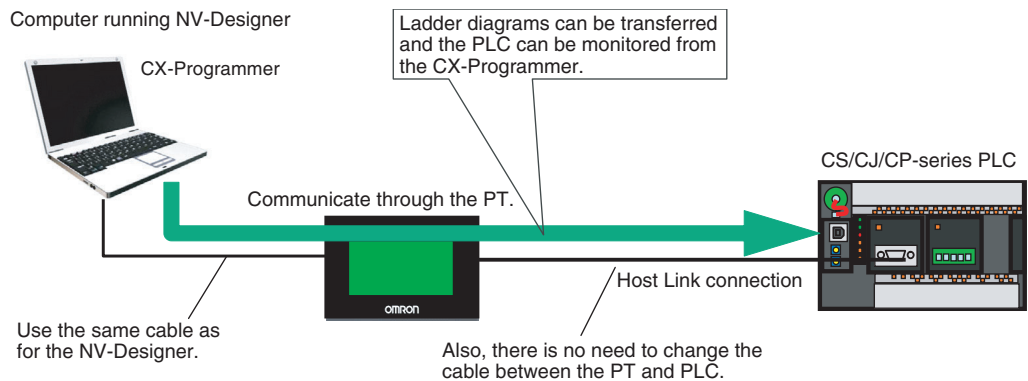 Computer running NV-Designer
CX-Programmer
Ladder diagrams can be transferred
and the PLC can be monitored from
the CX-Programmer.
CS/CJ/CP-series PLC
Communicate through the PT.
OMRON
Host Link connection
Use the same cable as
for the NV-Designer.
Also, there is no need to change the
cable between the PT and PLC.